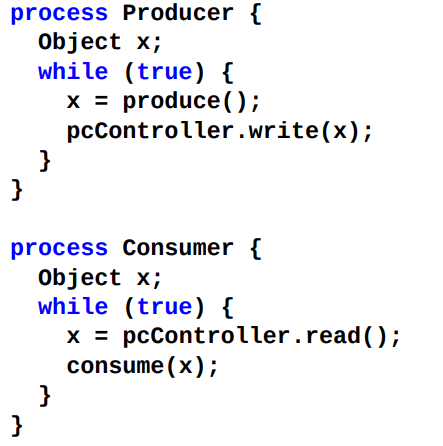 process Producer {
  Object x;
  while (true) {
    x = produce();
    pcController.write(x);
  }
}

process Consumer {
  Object x;
  while (true) {
    x = pcController.read();
    consume(x);
  }
}